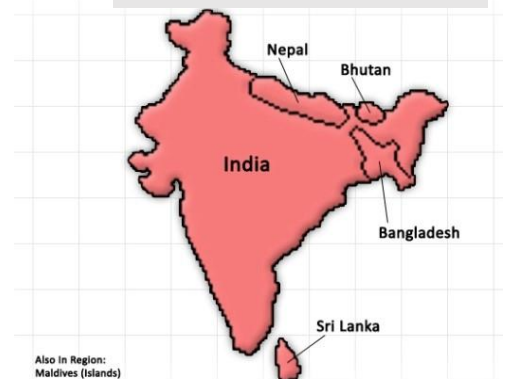 Nepal
Bhutan
India
Bangladesh
Sri Lanka
Also In Region:
Maldives (Islands)